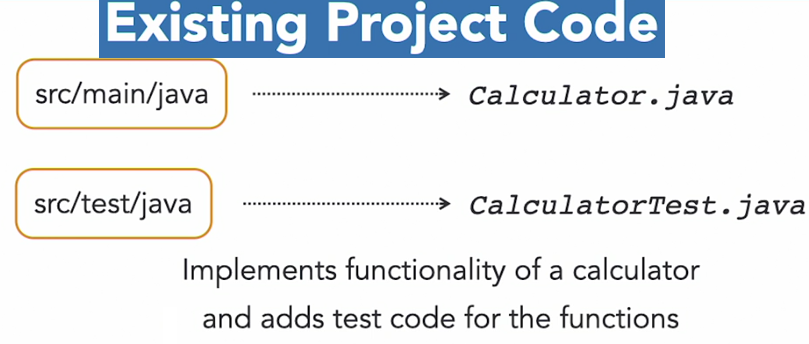 Existing Project Code
src/main/java
Calculator.java
src/test/java
CalculatorTest.java
Implements functionality of a calculator
and adds test code for the functions